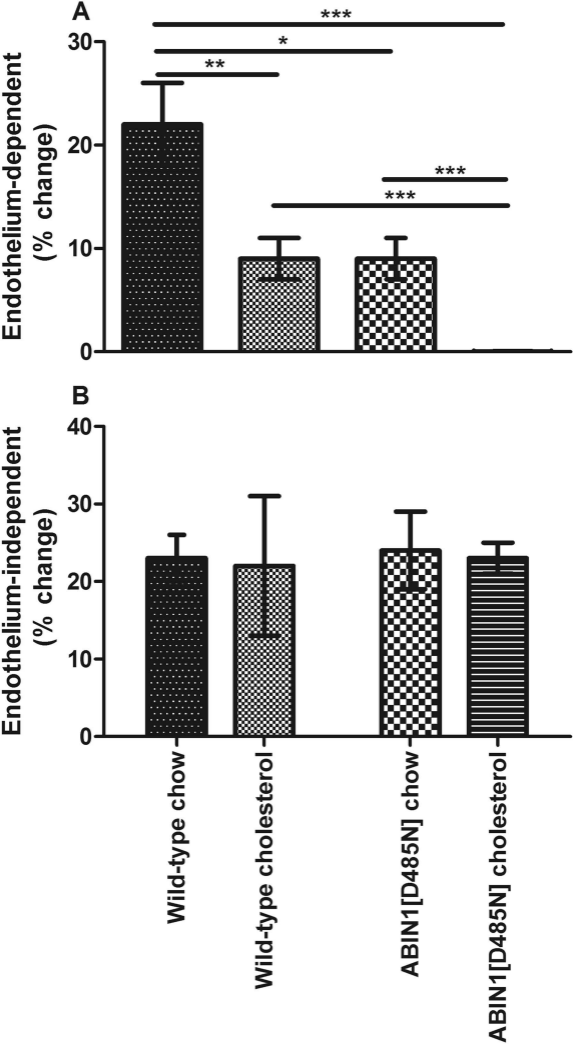 A
***
*
**
***
***
30
20
10
0
Endothelium-dependent
(% change)
B
40
30
20
10
0
Endothelium-independent
(% change)
Wild-type chow
Wild-type cholesterol
ABIN1[D485N] chow
ABIN1[D485N] cholesterol